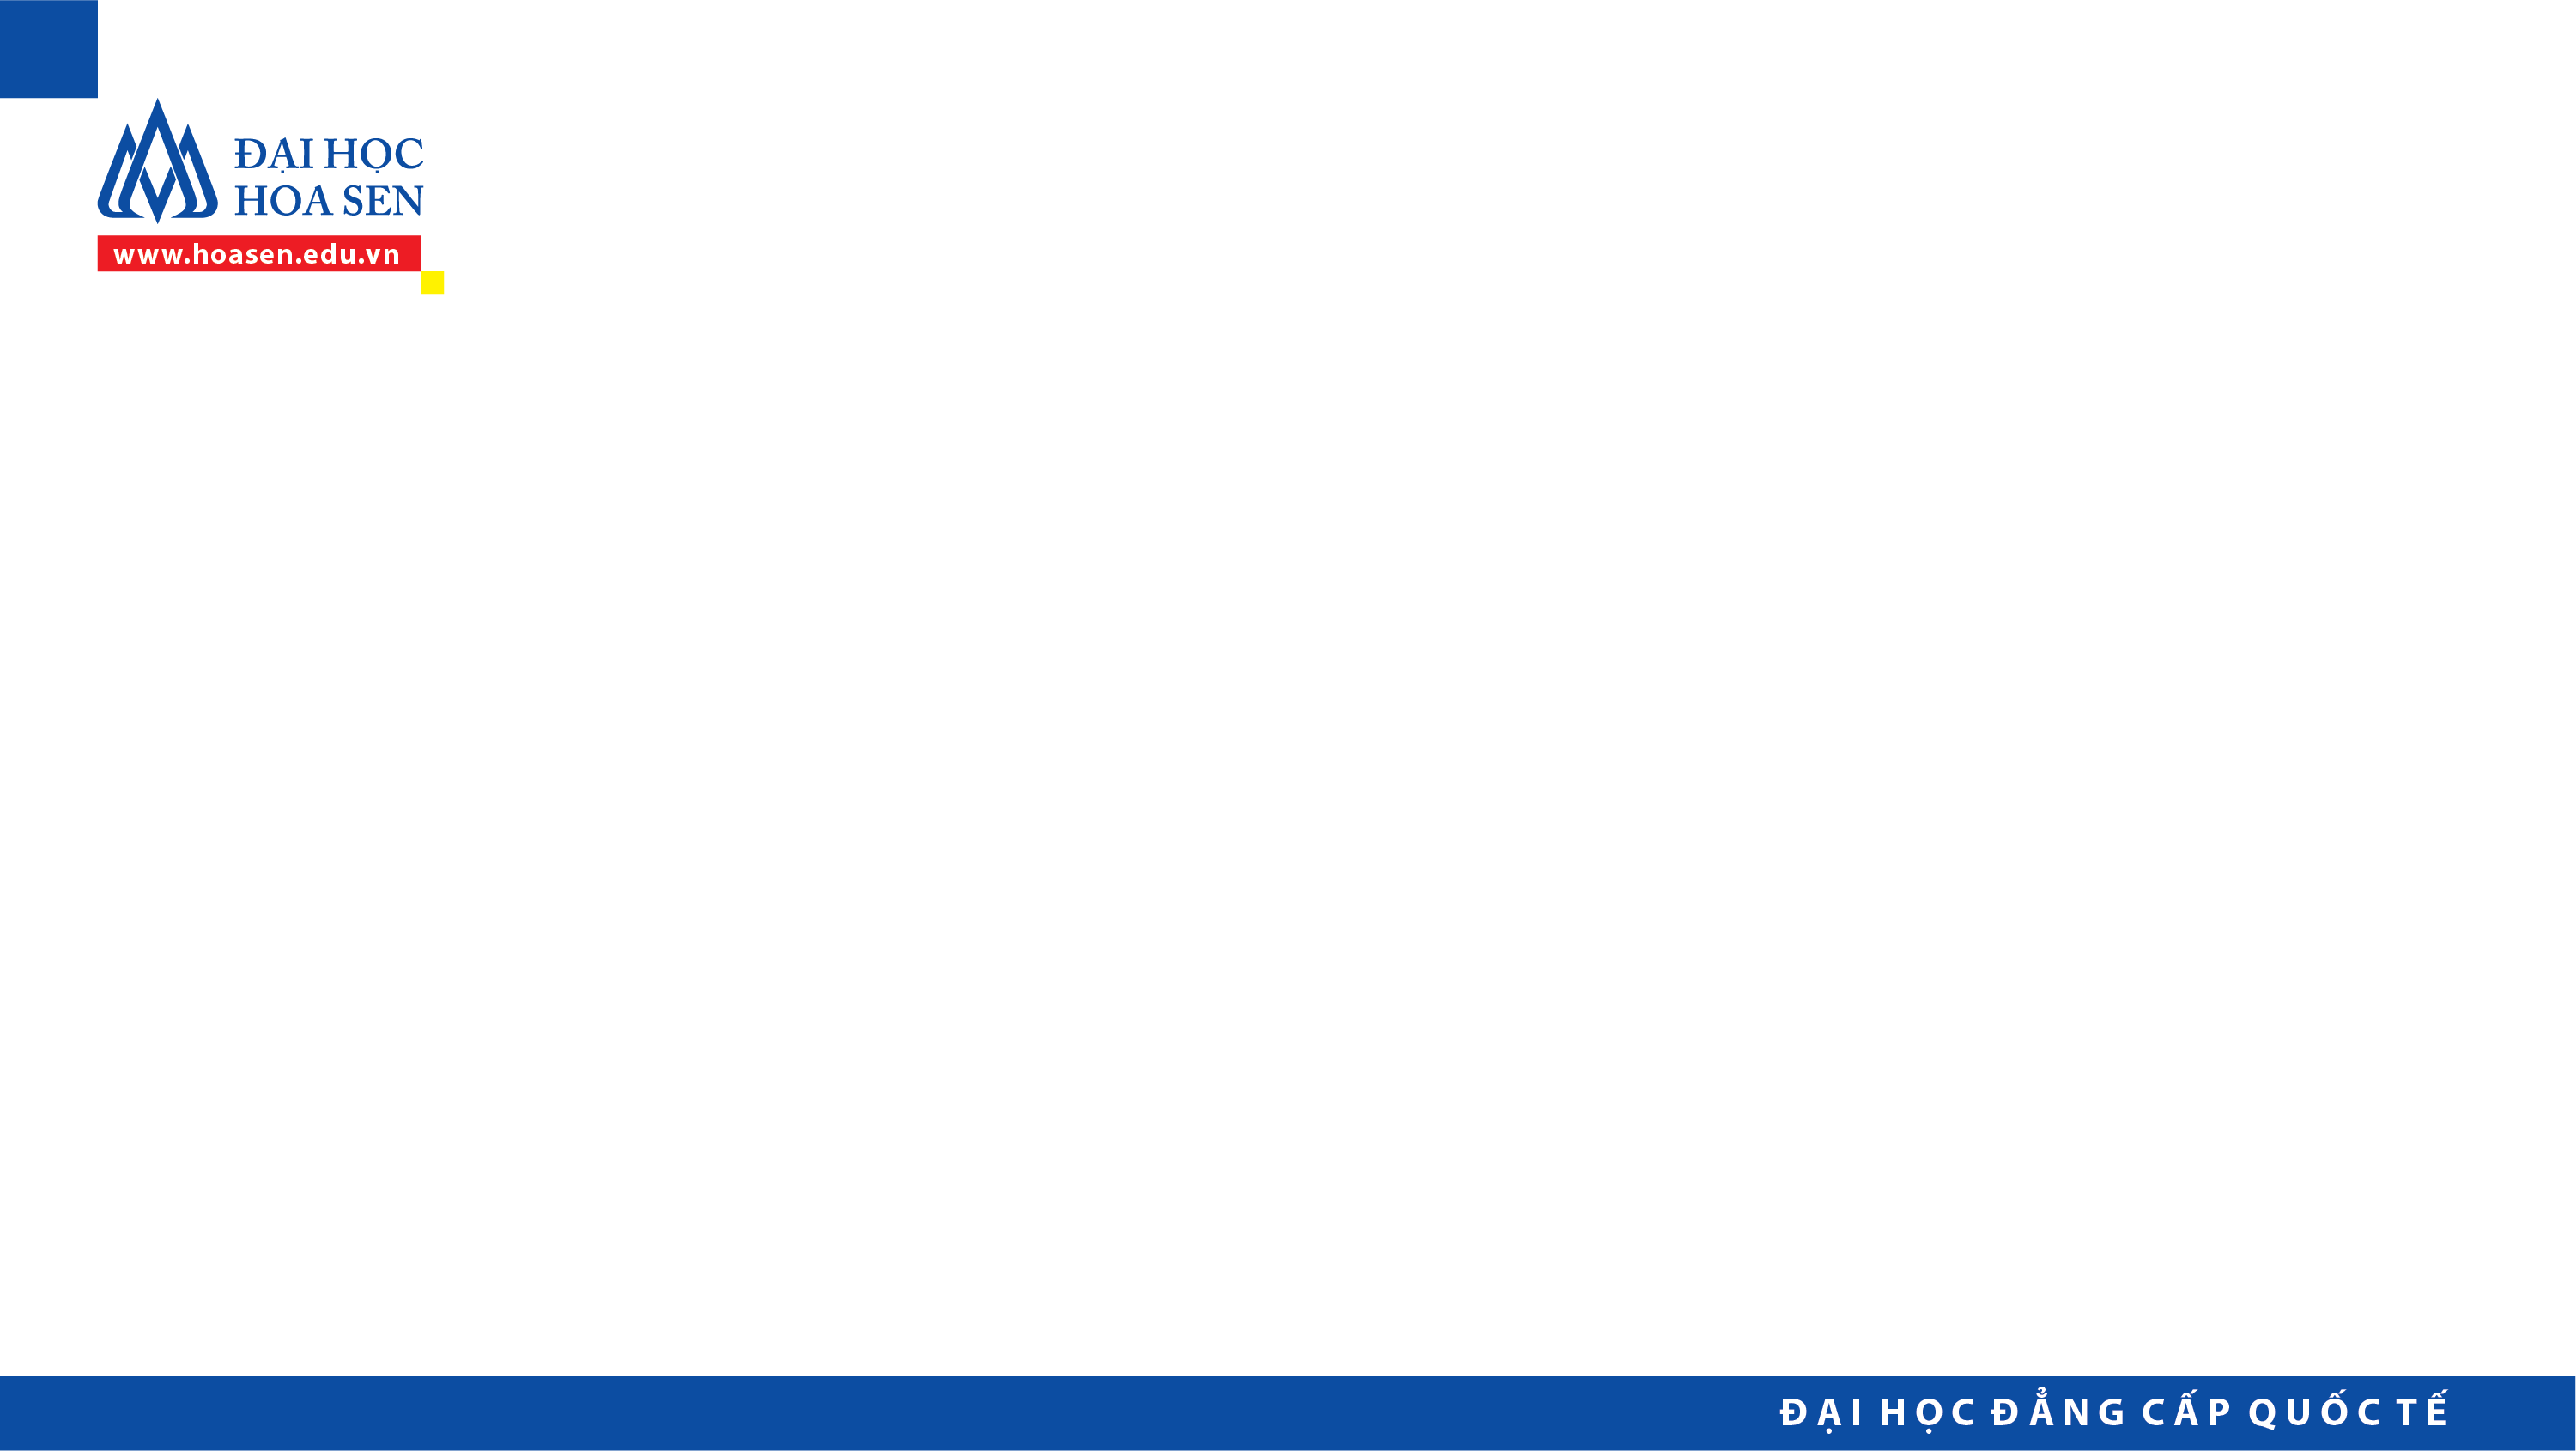 ĐẠI HỌC
HOA SEN
www.hoasen.edu.vn
ĐẠI HỌC ĐẲNG CẤP QUỐC TẾ